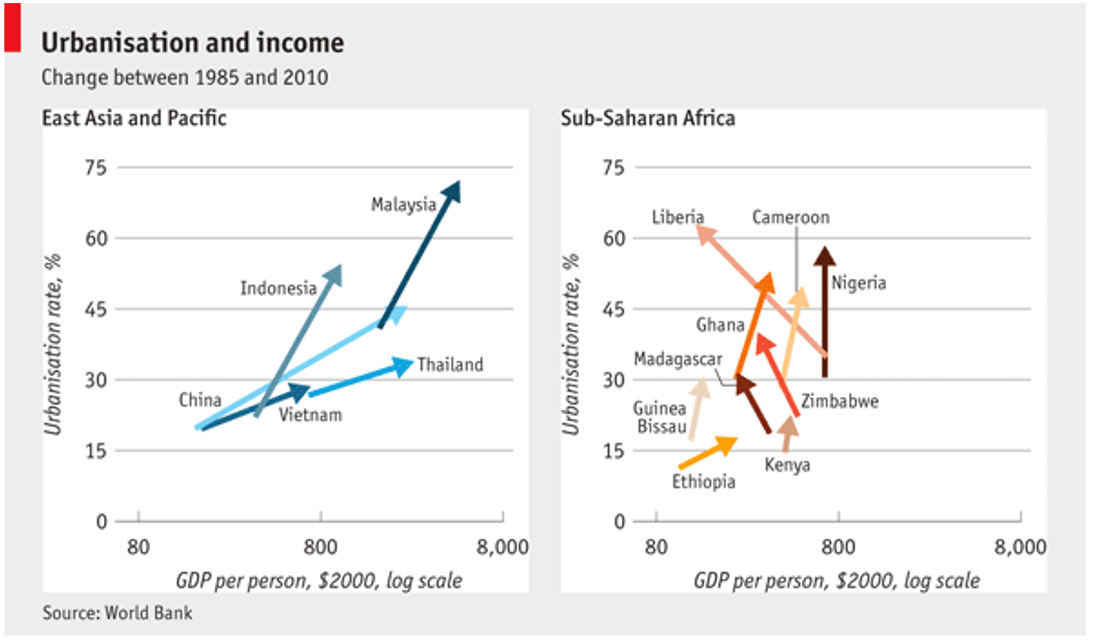 Urbanisation and income
Change between 1985 and 2010
East Asia and Pacific
75
60
45
30
15
0
Urbanisation rate, %
Malaysia
Indonesia
Thailand
China
Vietnam
80
800
8,000
GDP per person, $2000, log scale
Sub-Saharan Africa
75
60
45
30
15
0
Urbanisation rate, %
Liberia
Cameroon
Nigeria
Ghana
Madagascar
Guinea
Bissau
Zimbabwe
Kenya
Ethiopia
80
800
8,000
GDP per person, $2000, log scale
Source: World Bank